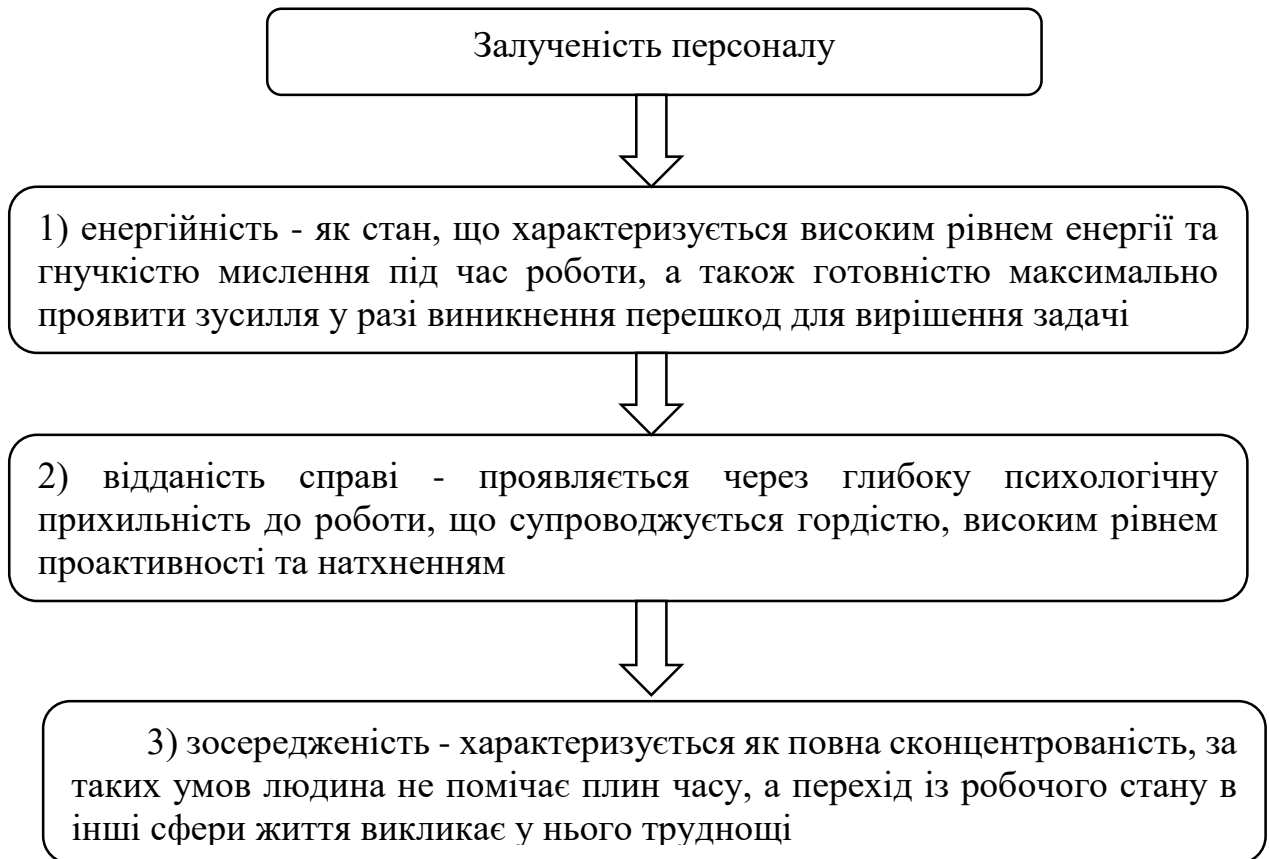 Залученість персоналу
1) енергійність - як стан, що характеризується високим рівнем енергії та
гнучкістю мислення під час роботи, а також готовністю максимально
проявити зусилля у разі виникнення перешкод для вирішення задачі
2) відданість справі - проявляється через глибоку психологічну
прихильність до роботи, що супроводжується гордістю, високим рівнем
проактивності та натхненням
3) зосередженість - характеризується як повна сконцентрованість, за
таких умов людина не помічає плин часу, а перехід із робочого стану в
інші сфери життя викликає у нього труднощі